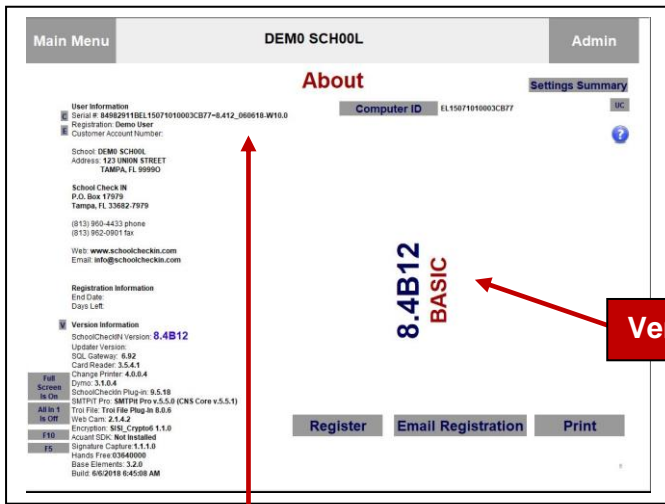 Main Menu
DEM0 SCH00L
Admin
About
Settings Summary
User Information
C Serial #: 84982911BEL15071010003CB77=8.412_060618-W10.0
Computer ID EL15071010003CB77
UC
Registration: Demo User
E Customer Account Number:
?
School: DEM0 SCH00L
Address: 123 UNION STREET
TAMPA, FL 99990
School Check IN
P.O. Box 17979
Tampa, FL 33682-7979
(813) 960-4433 phone
(813) 962-0901 fax
Web: www.schoolcheckin.com
Email: info@schoolcheckin.com
8.4B12
BASIC
Registration Information
End Date:
Days Left:
Ver
V Version Information
SchoolCheckIN Version: 8.4B12
Updater Version:
SQL Gateway: 6.92
Card Reader: 3.5.4.1
Change Printer: 4.0.0.4
Dymo: 3.1.0.4
SchoolCheckIn Plug-in: 9.5.18
SMTPIT Pro: SMTPit Pro v.5.5.0 (CNS Core v.5.5.1)
Troi File: Troi File Plug-In 8.0.6
Web Cam: 2.1.4.2
Encryption: SISI_Crypto6 1.1.0
Acuant SDK: Not Installed
Signature Capture:1.1.1.0
Hands Free:03640000
Base Elements: 3.2.0
Build: 6/6/2018 6:45:08 AM
Full
Screen
Is On
All In 1
Is Off
F10
F5
Register
Email Registration
Print